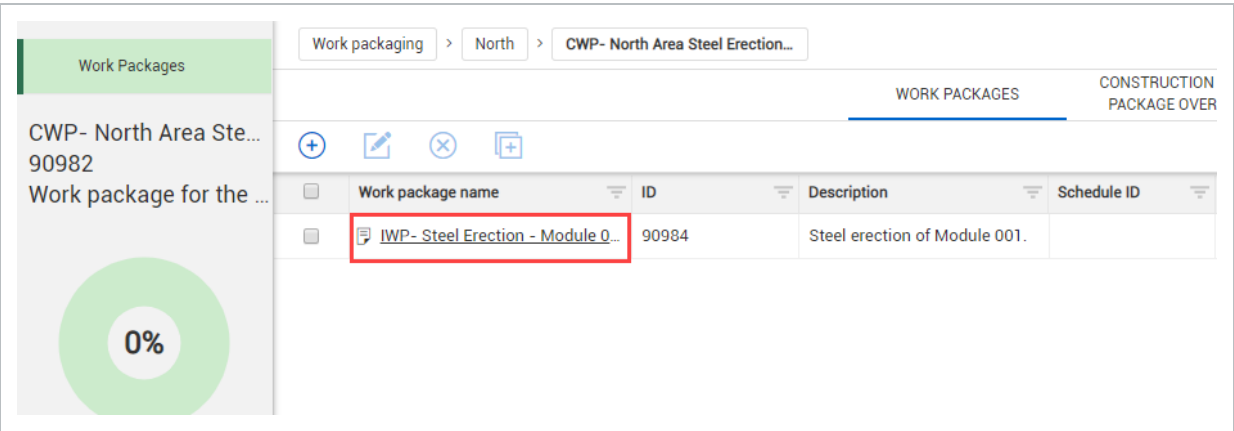 Work Packages
CWP- North Area Ste...
90982
Work package for the ...
0%
Work packaging > North > CWP- North Area Steel Erection...
WORK PACKAGES
CONSTRUCTION
PACKAGE OVER
Work package name ID Description Schedule ID
IWP- Steel Erection - Module 0... 90984 Steel erection of Module 001.